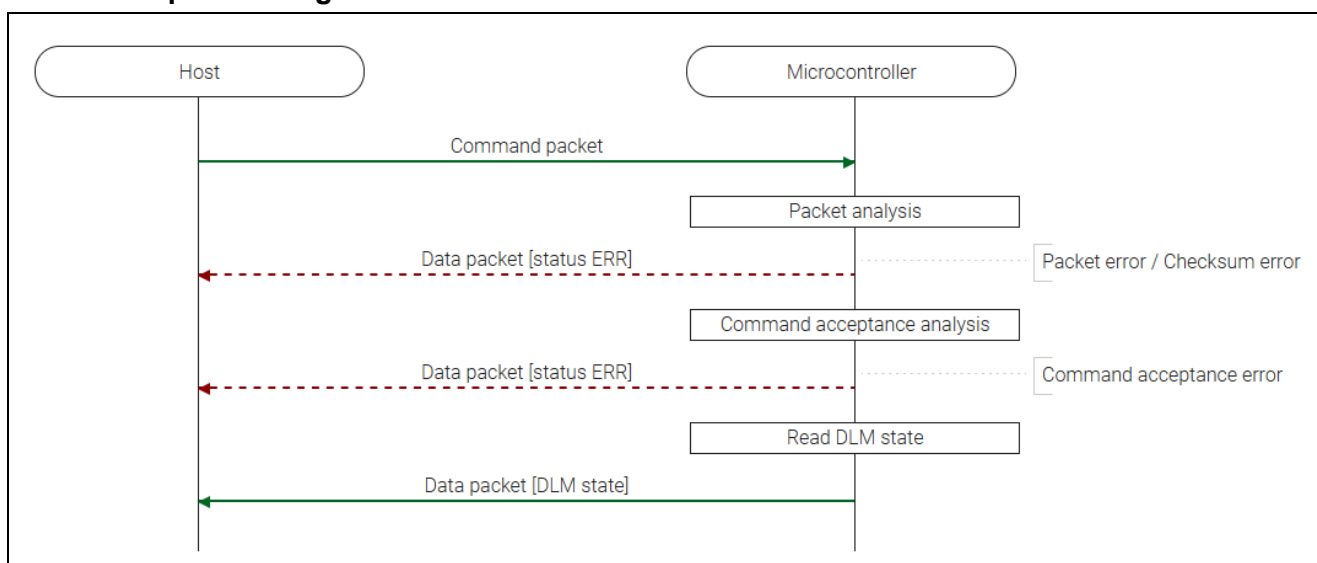 Host
Microcontroller
Command packet
Packet analysis
Data packet [status ERR]
Packet error / Checksum error
Command acceptance analysis
Data packet [status ERR]
Command acceptance error
Read DLM state
Data packet [DLM state]